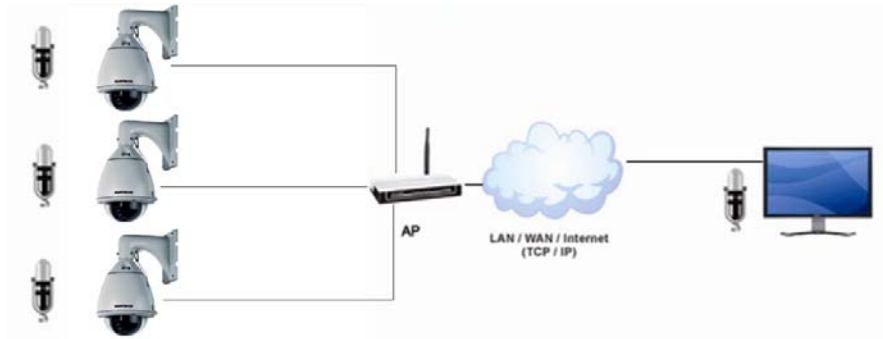 AP
LAN / WAN / Internet
(TCP / IP)